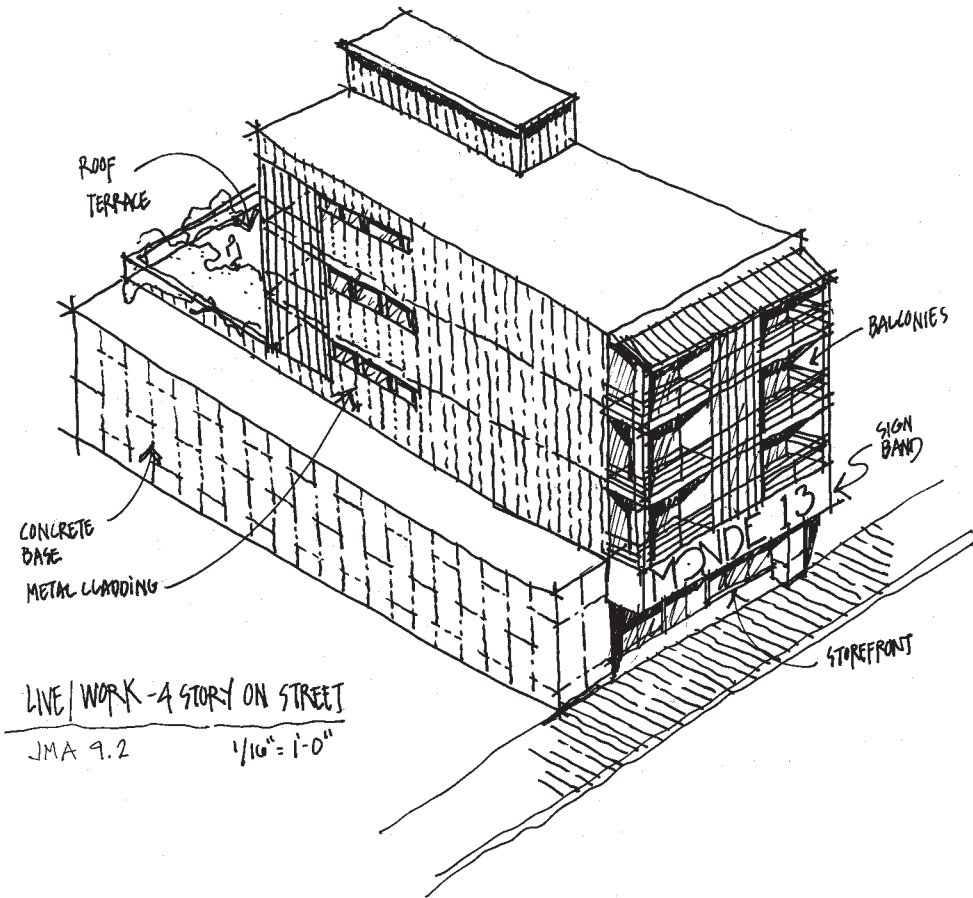 ROOF
TERRACE
BALCONIES
SIGN
BAND
MONDE 13
CONCRETE
BASE
METAL CLADDING
STOREFRONT
LIVE/WORK - 4 STORY ON STREET
JMA 9.2
1/16" = 1'-0"